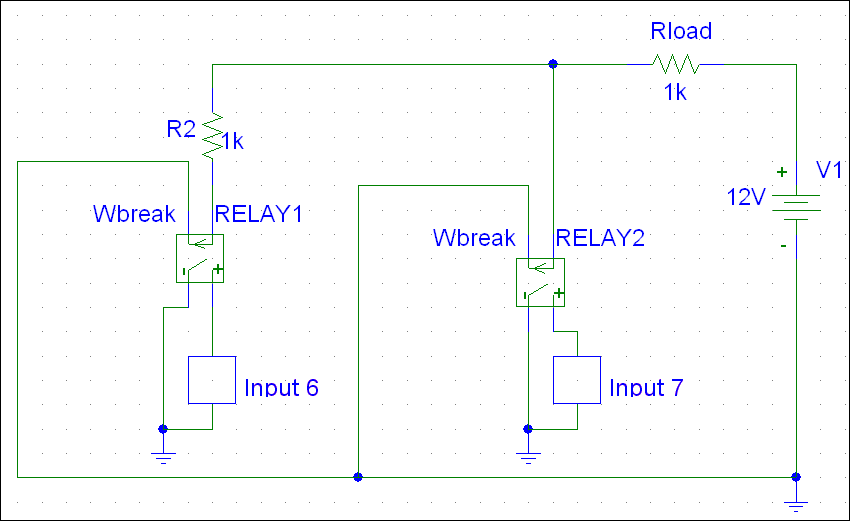 Rload
1k
R2
1k
V1
+
12V
-
Wbreak
RELAY1
Wbreak
RELAY2
-
+
-
+
Input 6
Input 7